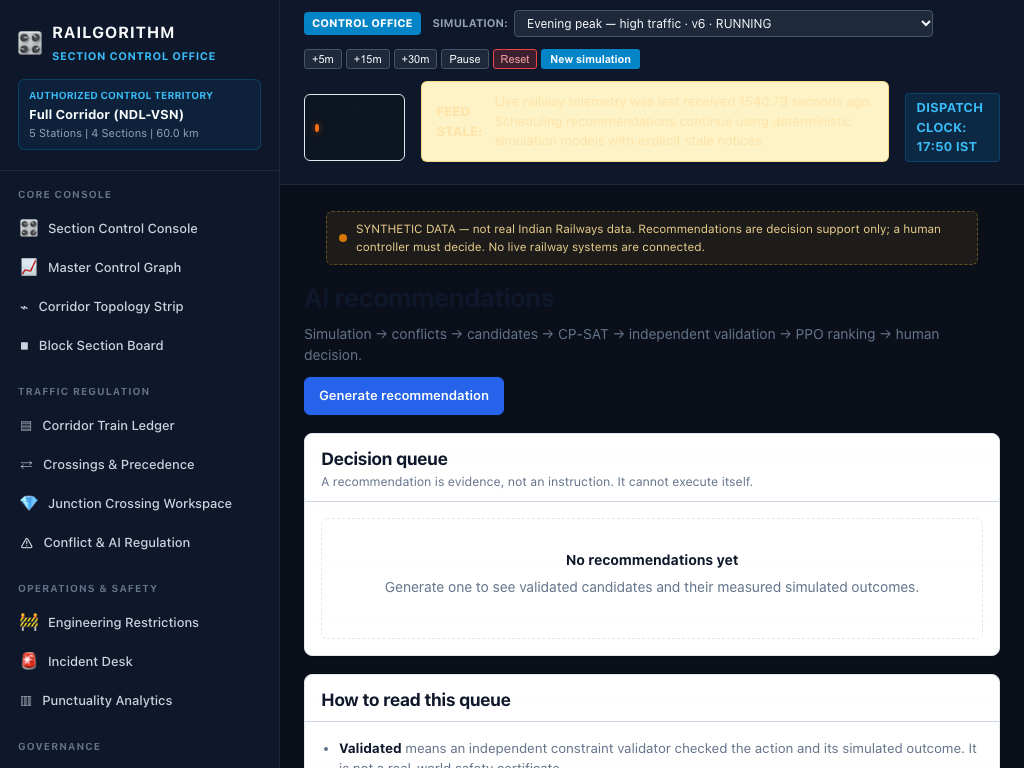 RAILGORITHM
SECTION CONTROL OFFICE
AUTHORIZED CONTROL TERRITORY
Full Corridor (NDL-VSN)
5 Stations | 4 Sections | 60.0 km
CORE CONSOLE
Section Control Console
Master Control Graph
Corridor Topology Strip
Block Section Board
TRAFFIC REGULATION
Corridor Train Ledger
Crossings & Precedence
Junction Crossing Workspace
Conflict & AI Regulation
OPERATIONS & SAFETY
Engineering Restrictions
Incident Desk
Punctuality Analytics
GOVERNANCE
CONTROL OFFICE SIMULATION: Evening peak — high traffic · v6 · RUNNING
+5m +15m +30m Pause Reset New simulation
FEED STALE:
Live railway telemetry was last received 1540.79 seconds ago.
Scheduling recommendations continue using deterministic
simulation models with explicit stale notices.
DISPATCH
CLOCK:
17:50 IST
SYNTHETIC DATA — not real Indian Railways data. Recommendations are decision support only; a human
controller must decide. No live railway systems are connected.
AI recommendations
Simulation → conflicts → candidates → CP-SAT → independent validation → PPO ranking → human
decision.
Generate recommendation
Decision queue
A recommendation is evidence, not an instruction. It cannot execute itself.
No recommendations yet
Generate one to see validated candidates and their measured simulated outcomes.
How to read this queue
• Validated means an independent constraint validator checked the action and its simulated outcome. It
is not a real-world safety certificate.